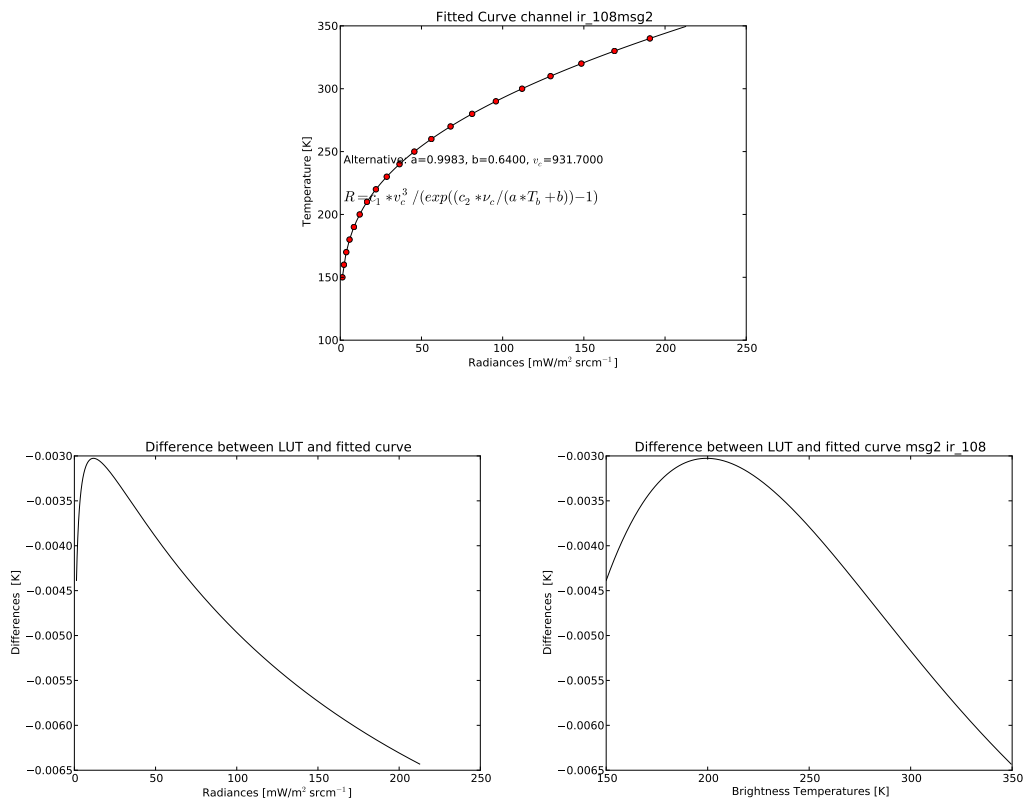 Fitted Curve channel ir_108msg2
350
300
250
200
150
100
Temperature [K]
Alternative: a=0.9983, b=0.6400, v_c=931.7000
R=c_1*v_c^3/(exp((c_2*ν_c/(a*T_b+b))−1)
0 50 100 150 200 250
Radiances [mW/m² srcm⁻¹]
Difference between LUT and fitted curve
−0.0030
−0.0035
−0.0040
−0.0045
−0.0050
−0.0055
−0.0060
−0.0065
Differences [K]
0 50 100 150 200 250
Radiances [mW/m² srcm⁻¹]
Difference between LUT and fitted curve msg2 ir_108
−0.0030
−0.0035
−0.0040
−0.0045
−0.0050
−0.0055
−0.0060
−0.0065
Differences [K]
150 200 250 300 350
Brightness Temperatures [K]